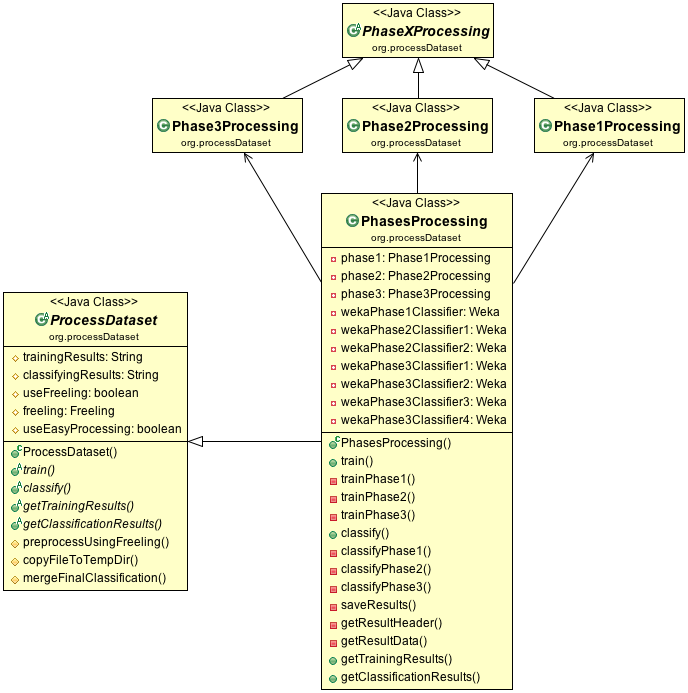 <<Java Class>>
PhaseXProcessing
org.processDataset
<<Java Class>>
Phase3Processing
org.processDataset
<<Java Class>>
Phase2Processing
org.processDataset
<<Java Class>>
Phase1Processing
org.processDataset
<<Java Class>>
PhasesProcessing
org.processDataset
phase1: Phase1Processing
phase2: Phase2Processing
phase3: Phase3Processing
wekaPhase1Classifier: Weka
wekaPhase2Classifier1: Weka
wekaPhase2Classifier2: Weka
wekaPhase3Classifier1: Weka
wekaPhase3Classifier2: Weka
wekaPhase3Classifier3: Weka
wekaPhase3Classifier4: Weka
PhasesProcessing()
train()
trainPhase1()
trainPhase2()
trainPhase3()
classify()
classifyPhase1()
classifyPhase2()
classifyPhase3()
saveResults()
getResultHeader()
getResultData()
getTrainingResults()
getClassificationResults()
<<Java Class>>
ProcessDataset
org.processDataset
trainingResults: String
classifyingResults: String
useFreeling: boolean
freeling: Freeling
useEasyProcessing: boolean
ProcessDataset()
train()
classify()
getTrainingResults()
getClassificationResults()
preprocessUsingFreeling()
copyFileToTempDir()
mergeFinalClassification()